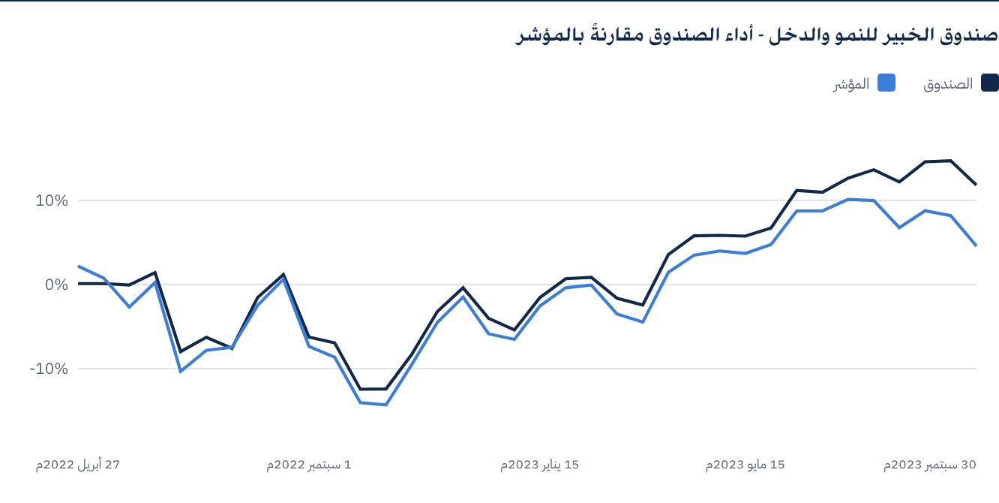 صندوق الخبير للنمو والدخل - أداء الصندوق مقارنةً بالمؤشر
الصندوق
المؤشر
10%
0%
-10%
27 أبريل 2022م
1 سبتمبر 2022م
15 يناير 2023م
15 مايو 2023م
30 سبتمبر 2023م